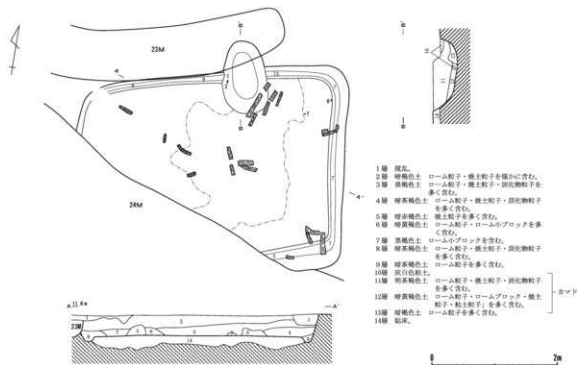 23M
24M
A
A'
A 11.8m
A'
23M
1層 撹乱。
2層 暗褐色土 ローム粒子・焼土粒子を僅かに含む。
3層 黒褐色土 ローム粒子・焼土粒子・炭化物粒子を
多く含む。
4層 暗茶褐色土 ローム粒子・焼土粒子・炭化物粒子
を多く含む。
5層 暗赤褐色土 焼土粒子を多く含む。
6層 暗黄褐色土 ローム粒子・ローム小ブロックを多
く含む。
7層 黒褐色土 ローム小ブロックを含む。
8層 暗茶褐色土 ローム粒子・焼土粒子・炭化物粒子
を多く含む。
9層 暗茶褐色土 ローム粒子を多く含む。
10層 灰白色粘土。
11層 明茶褐色土 ローム粒子・焼土粒子・炭化物粒子
を多く含む。
12層 暗黄褐色土 ローム粒子・ロームブロック・焼土
粒子・粘土粒子」を多く含む。
カマド
13層 暗褐色土 ローム粒子を多く含む。
14層 貼床。
0 2m